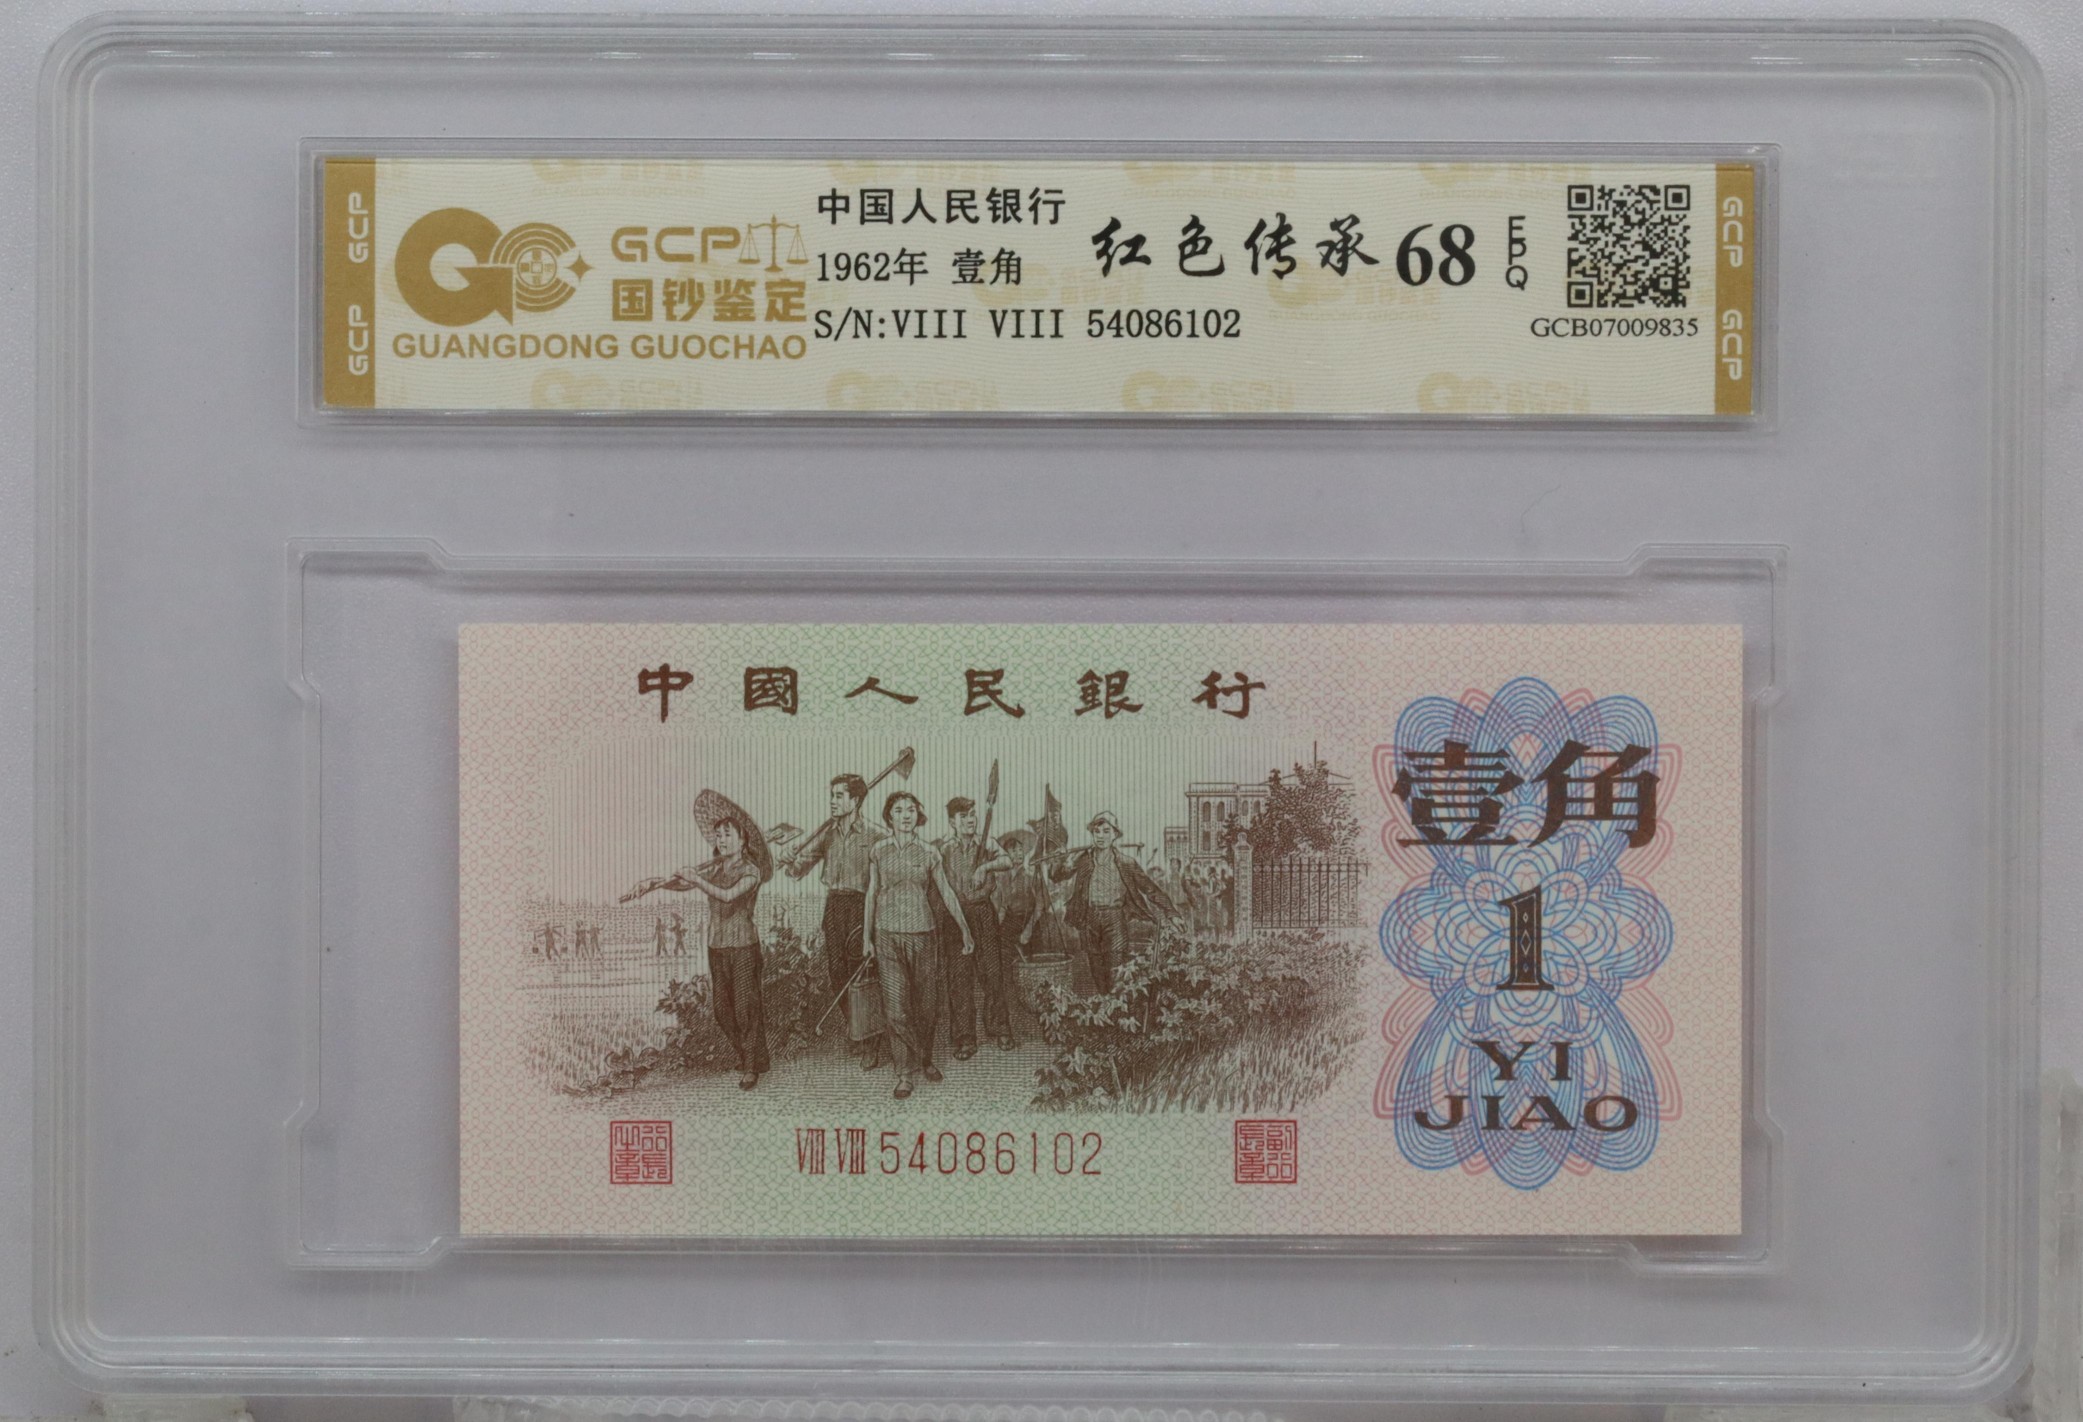 GCP
GCP
GCP
国钞鉴定
GUANGDONG GUOCHAO
中国人民银行
1962年 壹角
S/N:VIII VIII 54086102
红色传承 68 EPQ
GCB07009835
GCP
GCP
中國人民銀行
壹角
1
YI
JIAO
VIII VIII 54086102